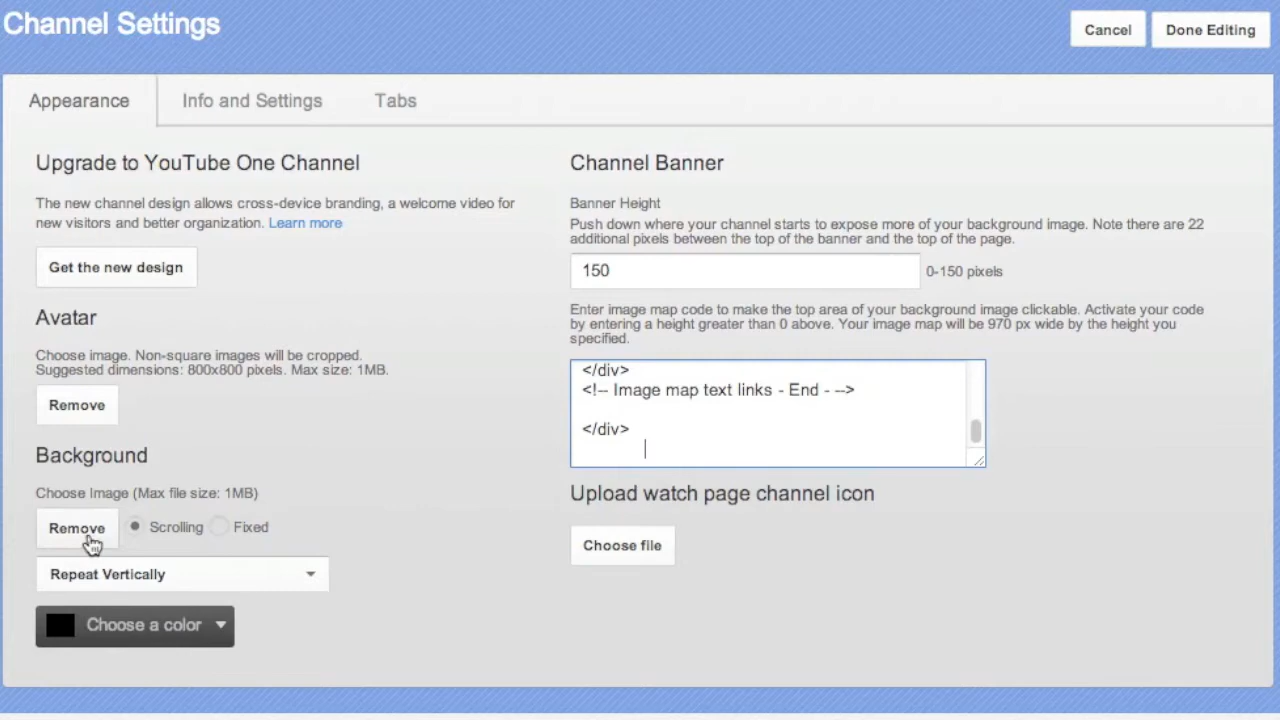 Channel Settings
Cancel
Done Editing
Appearance
Info and Settings
Tabs
Upgrade to YouTube One Channel
The new channel design allows cross-device branding, a welcome video for
new visitors and better organization. Learn more
Get the new design
Avatar
Choose image. Non-square images will be cropped.
Suggested dimensions: 800x800 pixels. Max size: 1MB.
Remove
Background
Choose Image (Max file size: 1MB)
Remove
Scrolling
Fixed
Repeat Vertically
Choose a color
Channel Banner
Banner Height
Push down where your channel starts to expose more of your background image. Note there are 22
additional pixels between the top of the banner and the top of the page.
150
0-150 pixels
Enter image map code to make the top area of your background image clickable. Activate your code
by entering a height greater than 0 above. Your image map will be 970 px wide by the height you
specified.
</div>
<!-- Image map text links - End - -->
</div>
Upload watch page channel icon
Choose file